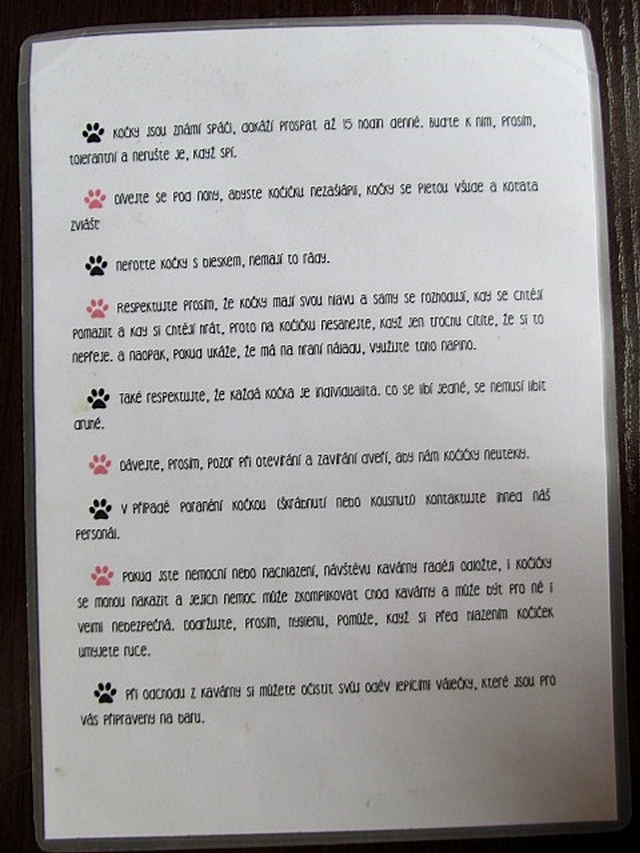 Kočky jsou známí spáči, dokáží prospat až 15 hodin denně. Buďte k nim, prosím,
tolerantní a nerušte je, když spí.
Dívejte se pod nohy, abyste kočičku nezašlápli, kočky se pletou všude a koťata
zvlášť
Nefoťte kočky s bleskem, nemají to rády.
Respektujte prosím, že kočky mají svou hlavu a samy se rozhodují, kdy se chtějí
pomazlit a kdy si chtějí hrát, proto na kočičku nesahejte, když jen trochu cítíte, že si to
nepřeje. A naopak, pokud ukáže, že má na hraní náladu, využijte toho naplno.
Také respektujte, že každá kočka je individualita. Co se líbí jedné, se nemusí líbit
druhé.
Dávejte, prosím, pozor při otevírání a zavírání dveří, aby nám kočičky neutekly.
V případě poranění kočkou (škrábnutí nebo kousnutí) kontaktujte ihned náš
personál.
Pokud jste nemocní nebo nachlazení, návštěvu kavárny raději odložte, i kočičky
se mohou nakazit a jejich nemoc může zkomplikovat chod kavárny a může být pro ně i
velmi nebezpečná. Dodržujte, prosím, hygienu, pomůže, když si před hlazením kočiček
umyjete ruce.
Při odchodu z kavárny si můžete očistit svůj oděv lepícími válečky, které jsou pro
vás připraveny na baru.